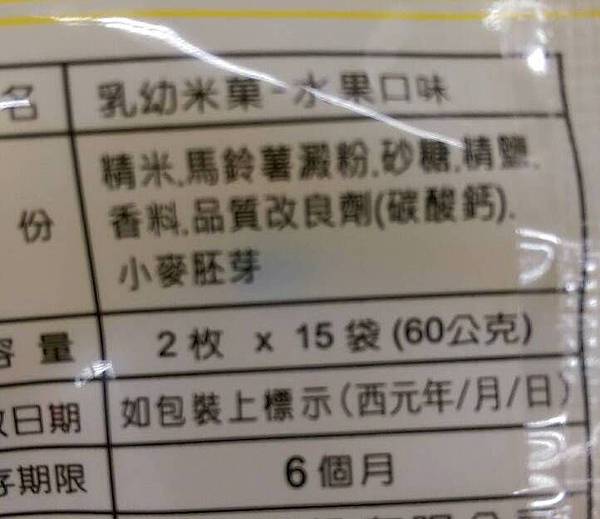 名 乳幼米菓-水果口味
精米.馬鈴薯澱粉.砂糖.精鹽.
份 香料.品質改良劑(碳酸鈣).
小麥胚芽
容量 2枚 x 15袋 (60公克)
日期 如包裝上標示(西元年/月/日)
存期限 6個月